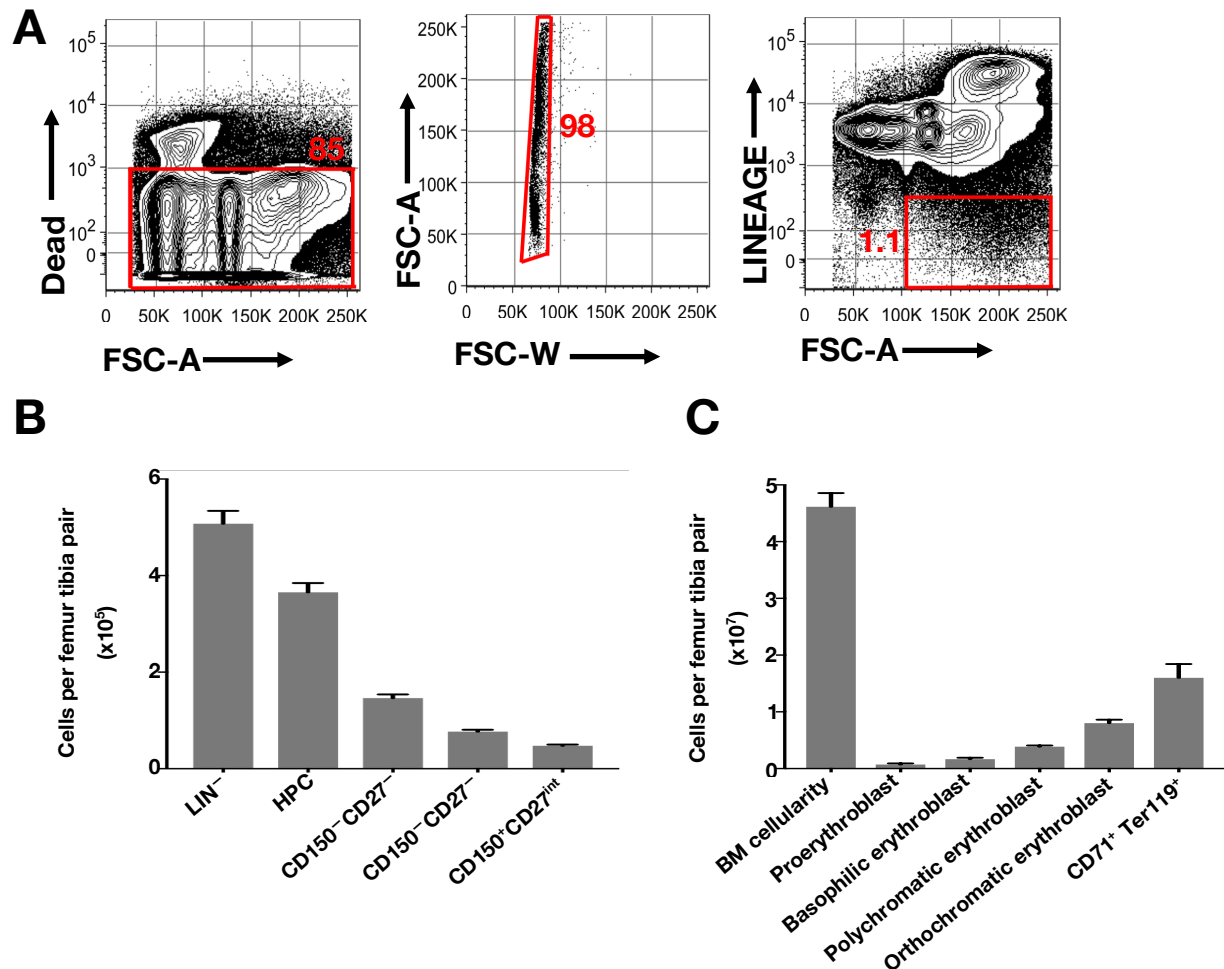 A
10^5
10^4
10^3
10^2
0
Dead
85
0 50K 100K 150K 200K 250K
FSC-A
250K
200K
150K
100K
50K
0
FSC-A
98
0 50K 100K 150K 200K 250K
FSC-W
10^5
10^4
10^3
10^2
0
LINEAGE
1.1
0 50K 100K 150K 200K 250K
FSC-A
B
Cells per femur tibia pair
(x10^5)
6
4
2
0
LIN⁻
HPC
CD150⁻CD27⁻
CD150⁻CD27⁻
CD150⁺CD27^int
C
Cells per femur tibia pair
(x10^7)
5
4
3
2
1
0
BM cellularity
Proerythroblast
Basophilic erythroblast
Polychromatic erythroblast
Orthochromatic erythroblast
CD71⁺ Ter119⁺